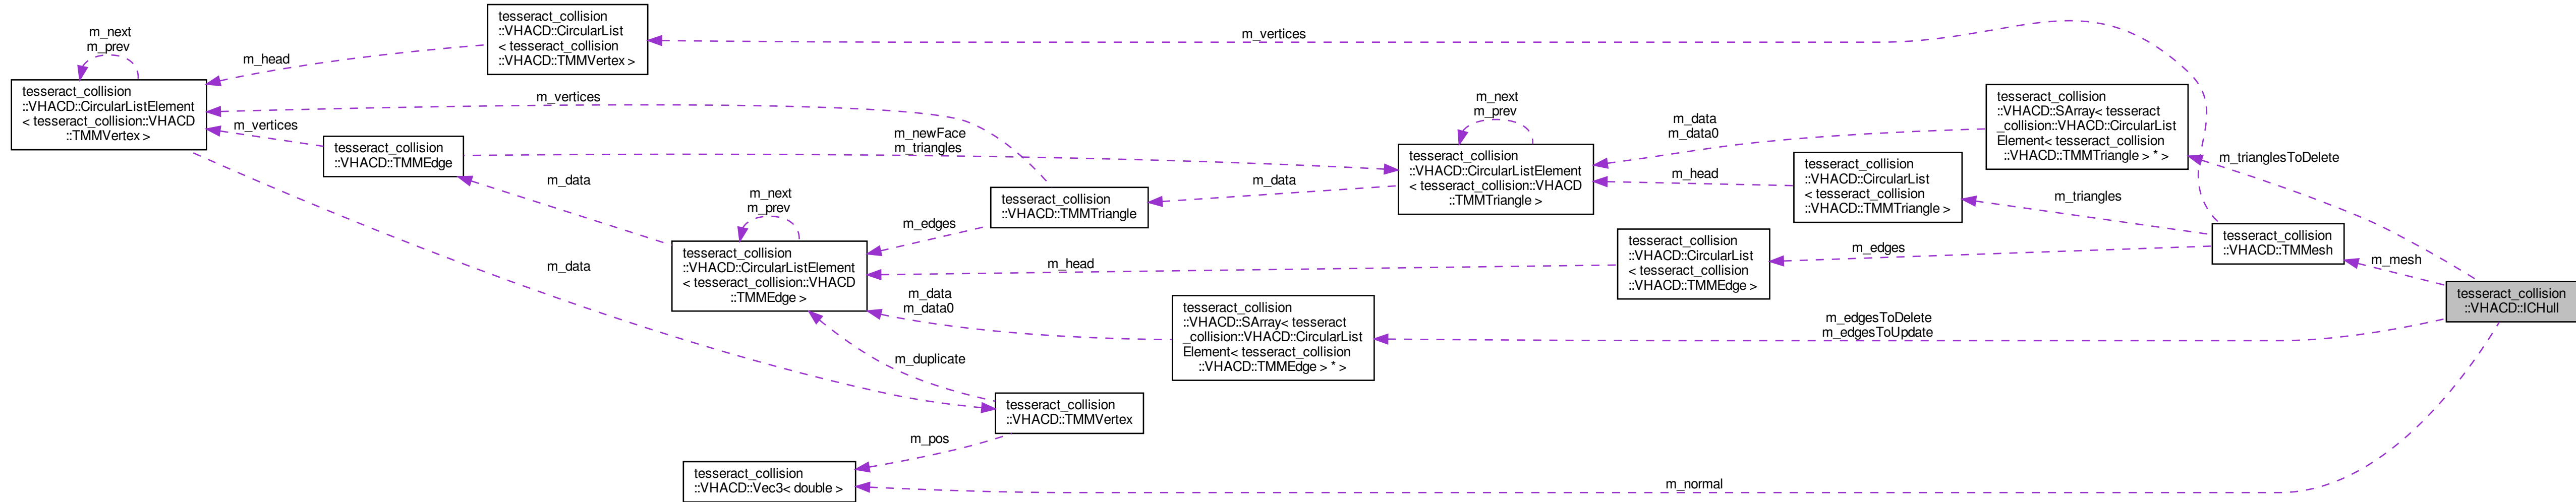 tesseract_collision
::VHACD::CircularList
< tesseract_collision
::VHACD::TMMVertex >
m_vertices
m_next
m_prev
m_head
tesseract_collision
::VHACD::CircularListElement
< tesseract_collision::VHACD
::TMMVertex >
m_vertices
m_vertices
tesseract_collision
::VHACD::TMMEdge
m_newFace
m_triangles
m_next
m_prev
tesseract_collision
::VHACD::CircularListElement
< tesseract_collision::VHACD
::TMMTriangle >
m_data
m_data0
tesseract_collision
::VHACD::SArray< tesseract
_collision::VHACD::CircularList
Element< tesseract_collision
::VHACD::TMMTriangle > * >
m_trianglesToDelete
m_head
tesseract_collision
::VHACD::CircularList
< tesseract_collision
::VHACD::TMMTriangle >
m_triangles
m_data
m_data
tesseract_collision
::VHACD::TMMTriangle
m_next
m_prev
m_edges
tesseract_collision
::VHACD::CircularListElement
< tesseract_collision::VHACD
::TMMEdge >
m_head
tesseract_collision
::VHACD::CircularList
< tesseract_collision
::VHACD::TMMEdge >
m_edges
tesseract_collision
::VHACD::TMMesh
m_mesh
tesseract_collision
::VHACD::ICHull
m_data
m_data
m_data0
tesseract_collision
::VHACD::SArray< tesseract
_collision::VHACD::CircularList
Element< tesseract_collision
::VHACD::TMMEdge > * >
m_edgesToDelete
m_edgesToUpdate
m_duplicate
tesseract_collision
::VHACD::TMMVertex
m_pos
tesseract_collision
::VHACD::Vec3< double >
m_normal